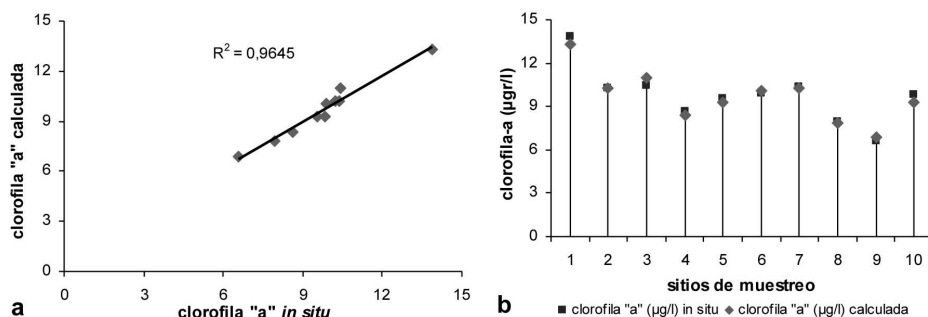 15
12
9
6
3
0
clorofila "a" calculada
R2 = 0,9645
0 3 6 9 12 15
clorofila "a" in situ
a
15
12
9
6
3
0
clorofila-a (µgr/l)
1 2 3 4 5 6 7 8 9 10
sitios de muestreo
b
clorofila "a" (µg/l) in situ clorofila "a" (µg/l) calculada